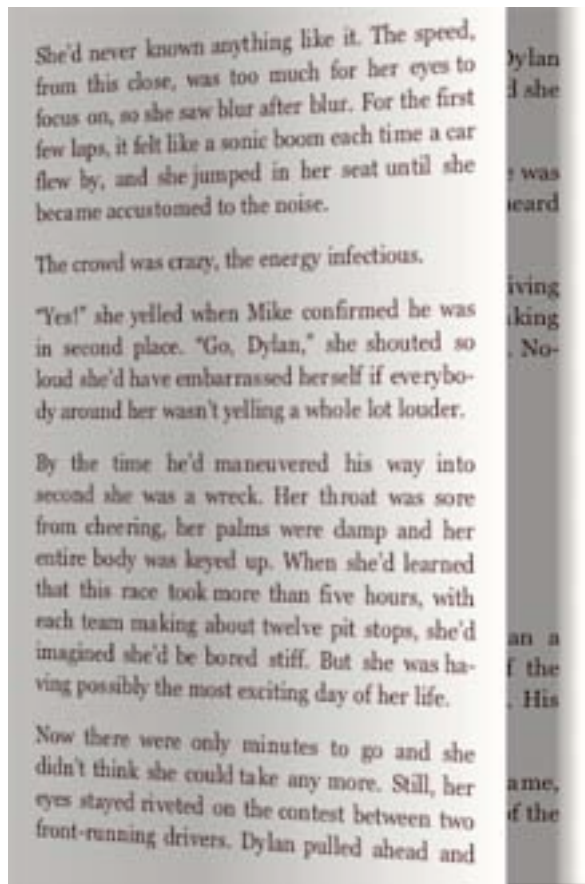 She'd never known anything like it. The speed,
from this close, was too much for her eyes to
focus on, so she saw blur after blur. For the first
few laps, it felt like a sonic boom each time a car
flew by, and she jumped in her seat until she
became accustomed to the noise.
The crowd was crazy, the energy infectious.
"Yes!" she yelled when Mike confirmed he was
in second place. "Go, Dylan," she shouted so
loud she'd have embarrassed herself if everybo-
dy around her wasn't yelling a whole lot louder.
By the time he'd maneuvered his way into
second she was a wreck. Her throat was sore
from cheering, her palms were damp and her
entire body was keyed up. When she'd learned
that this race took more than five hours, with
each team making about twelve pit stops, she'd
imagined she'd be bored stiff. But she was ha-
ving possibly the most exciting day of her life.
Now there were only minutes to go and she
didn't think she could take any more. Still, her
eyes stayed riveted on the contest between two
front-running drivers. Dylan pulled ahead and
Dylan
she
was
No-
an a
of the
His
of the